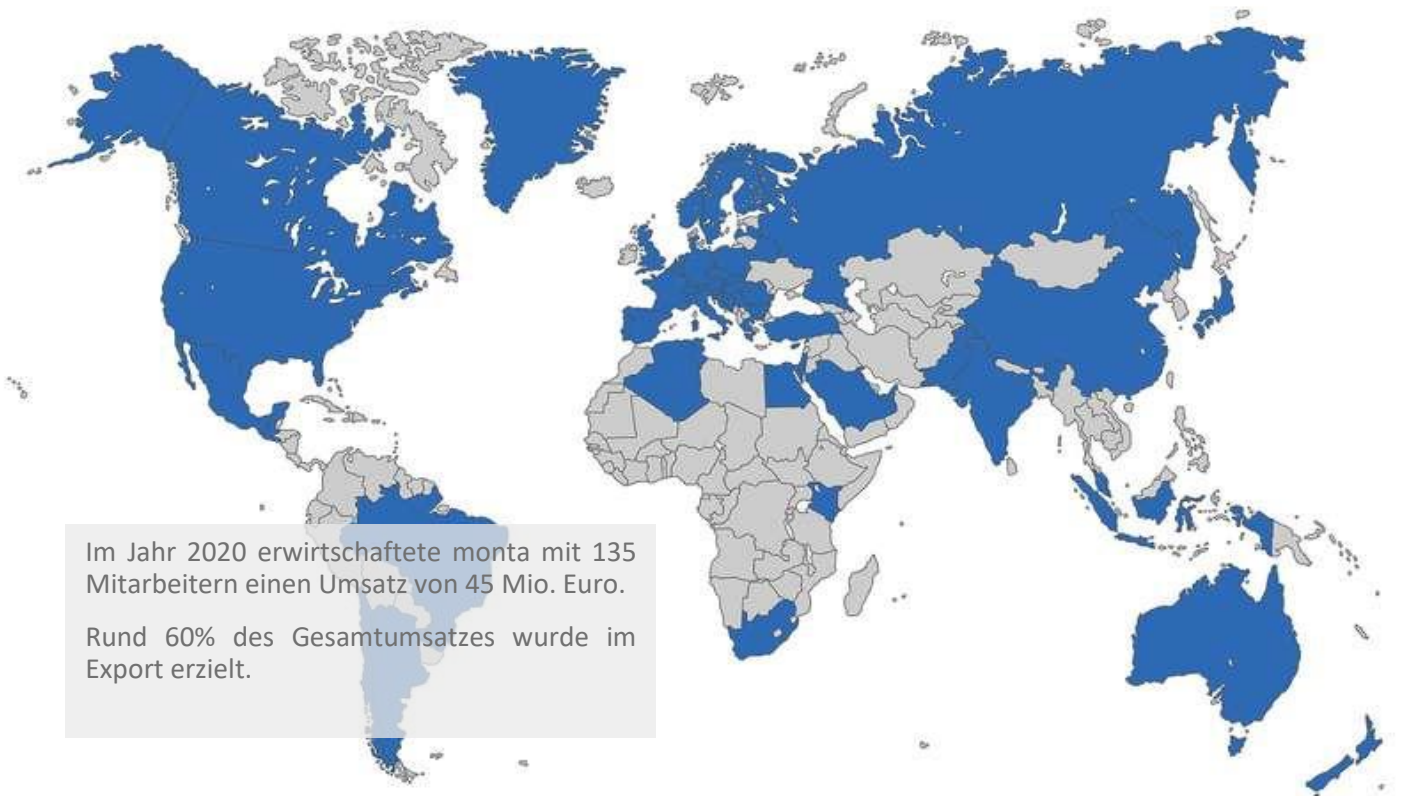 Im Jahr 2020 erwirtschaftete monta mit 135
Mitarbeitern einen Umsatz von 45 Mio. Euro.
Rund 60% des Gesamtumsatzes wurde im
Export erzielt.